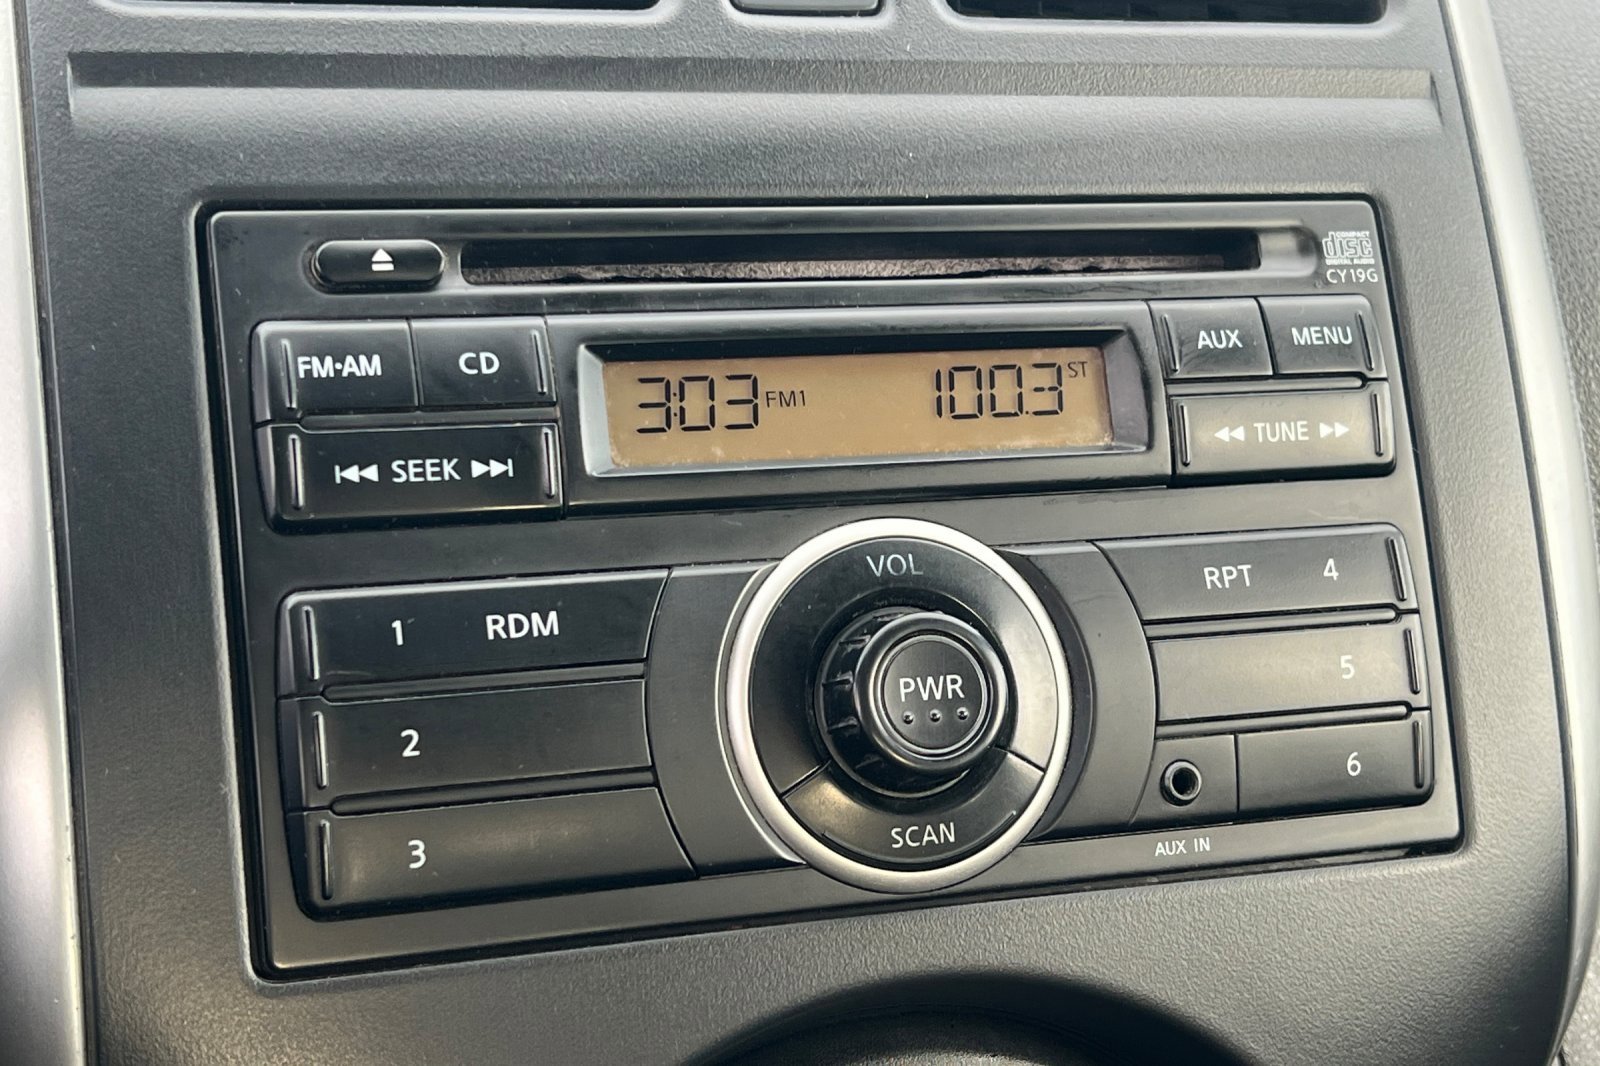 COMPACT
disc
DIGITAL AUDIO
CY19G
FM·AM
CD
SEEK
3:03 FM1 100.3 ST
AUX
MENU
TUNE
1 RDM
2
3
VOL
PWR
SCAN
RPT 4
5
6
AUX IN